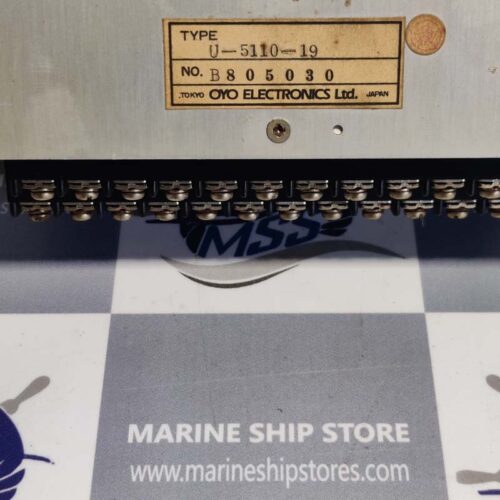 TYPE
U-5110-19
NO. B805030
TOKYO OYO ELECTRONICS Ltd. JAPAN
MSS
MARINE SHIP STORE
www.marineshipstores.com